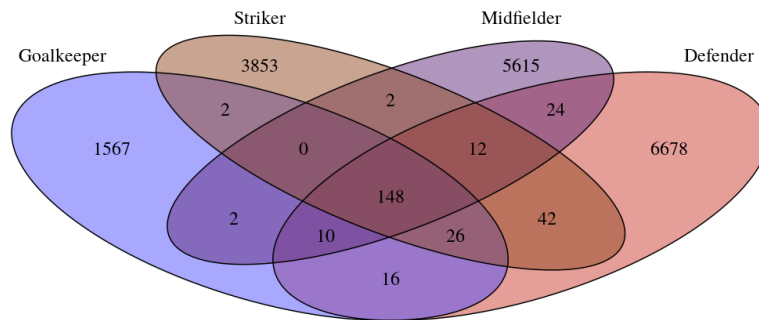 Striker Midfielder
Goalkeeper Defender
3853 5615
2 2 24
1567 0 12 6678
148
2 10 26 42
16